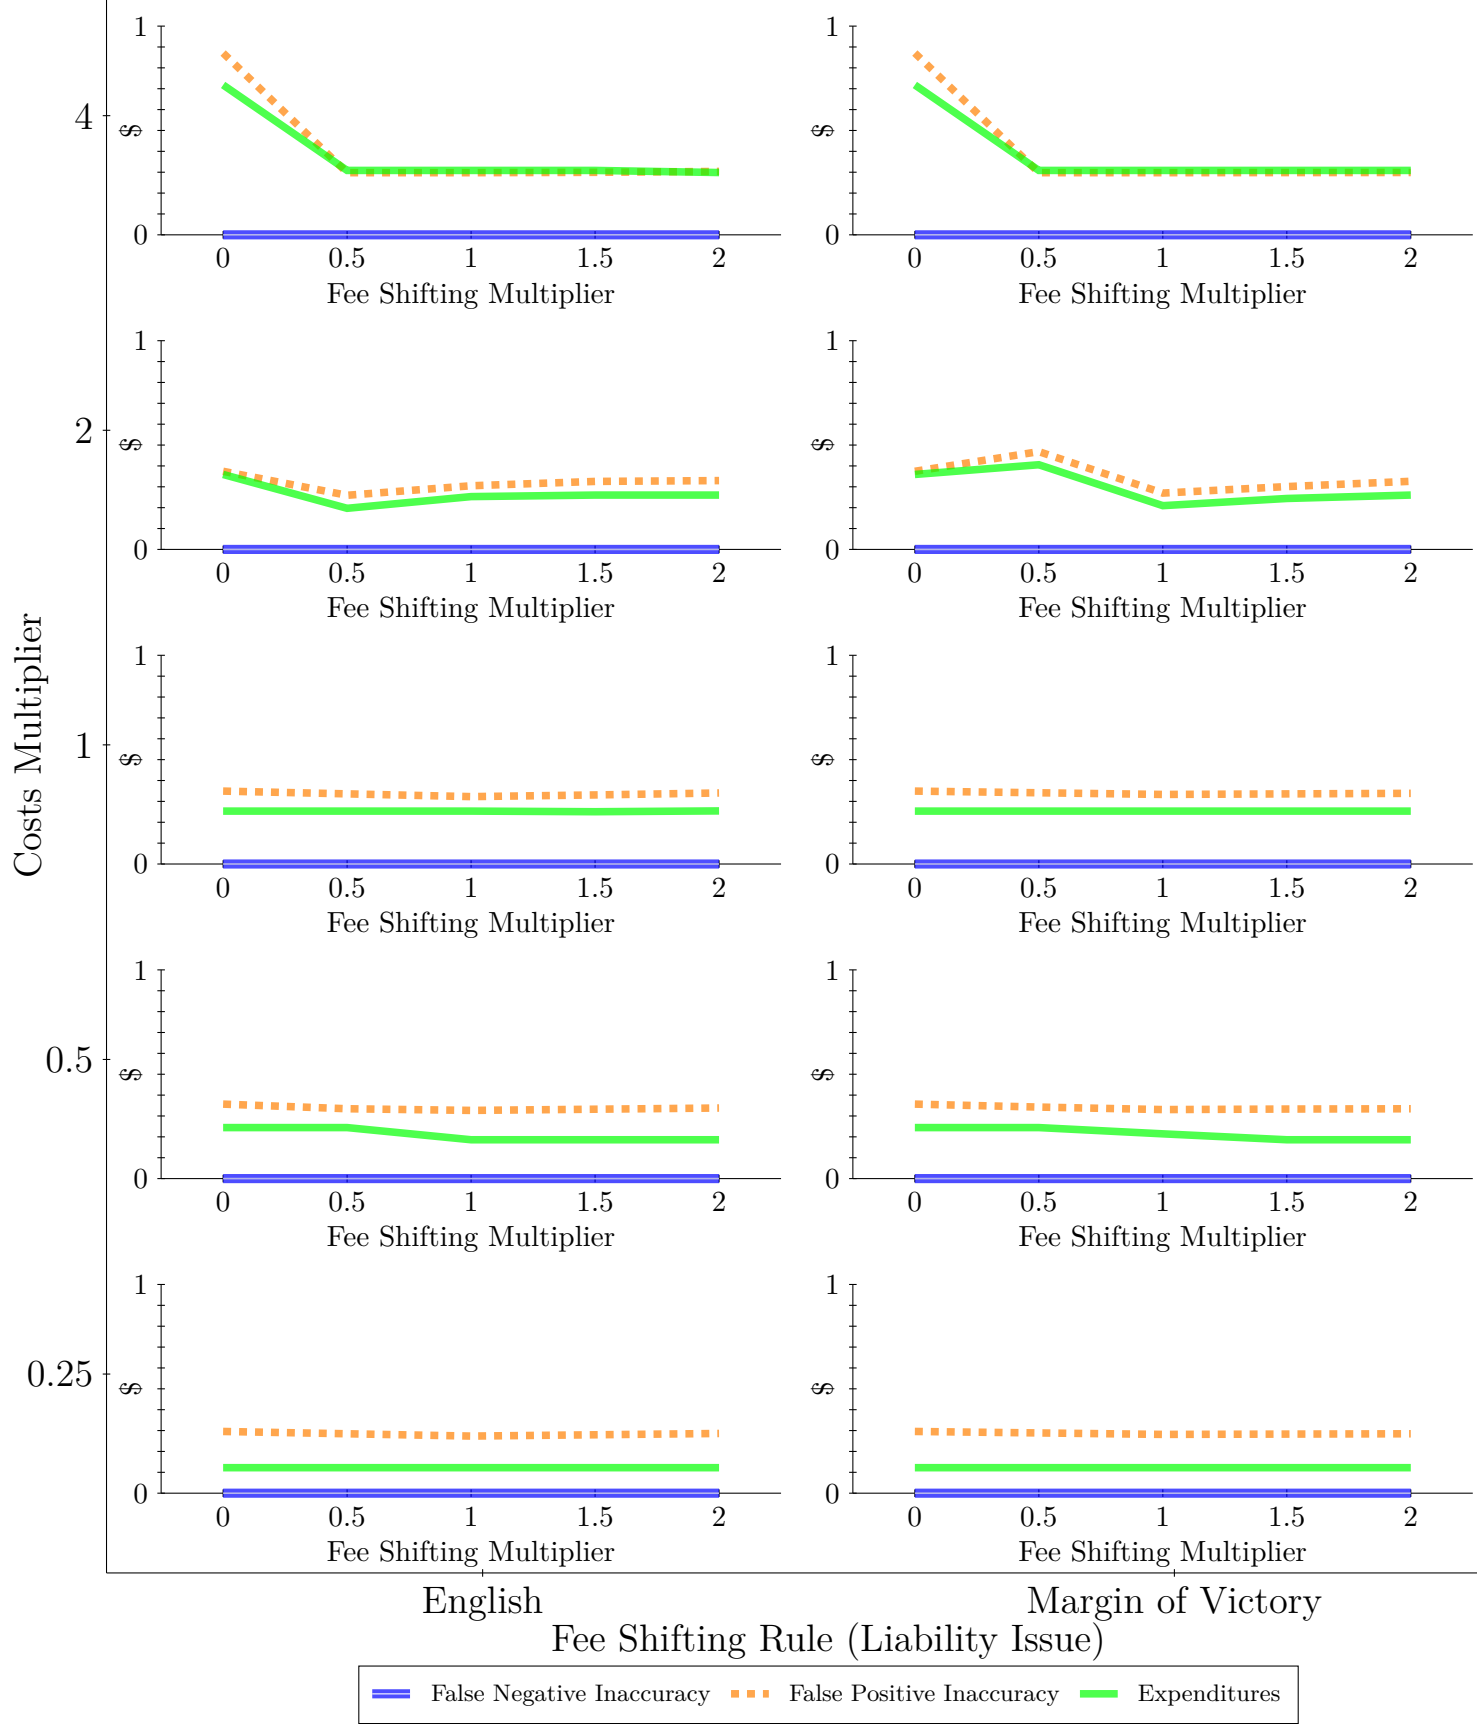 1
$
0
0 0.5 1 1.5 2
Fee Shifting Multiplier
1
$
0
0 0.5 1 1.5 2
Fee Shifting Multiplier
4
1
$
0
0 0.5 1 1.5 2
Fee Shifting Multiplier
1
$
0
0 0.5 1 1.5 2
Fee Shifting Multiplier
2
1
$
0
0 0.5 1 1.5 2
Fee Shifting Multiplier
1
$
0
0 0.5 1 1.5 2
Fee Shifting Multiplier
1
Costs Multiplier
1
$
0
0 0.5 1 1.5 2
Fee Shifting Multiplier
1
$
0
0 0.5 1 1.5 2
Fee Shifting Multiplier
0.5
1
$
0
0 0.5 1 1.5 2
Fee Shifting Multiplier
1
$
0
0 0.5 1 1.5 2
Fee Shifting Multiplier
0.25
English Margin of Victory
Fee Shifting Rule (Liability Issue)
False Negative Inaccuracy False Positive Inaccuracy Expenditures